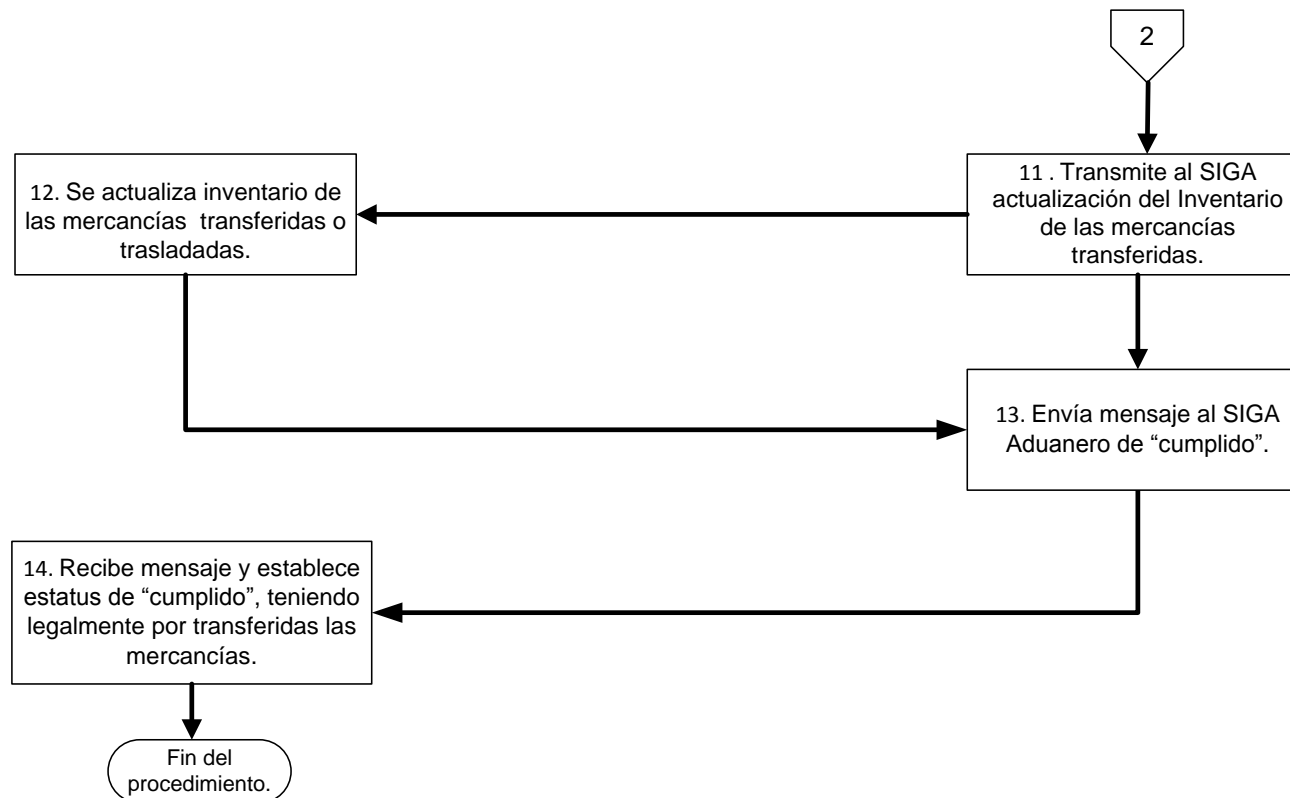 2
11 . Transmite al SIGA
actualización del Inventario
de las mercancías
transferidas.
12. Se actualiza inventario de
las mercancías  transferidas o
trasladadas.
13. Envía mensaje al SIGA
Aduanero de “cumplido”.
14. Recibe mensaje y establece
estatus de “cumplido”, teniendo
legalmente por transferidas las
mercancías.
Fin del
procedimiento.